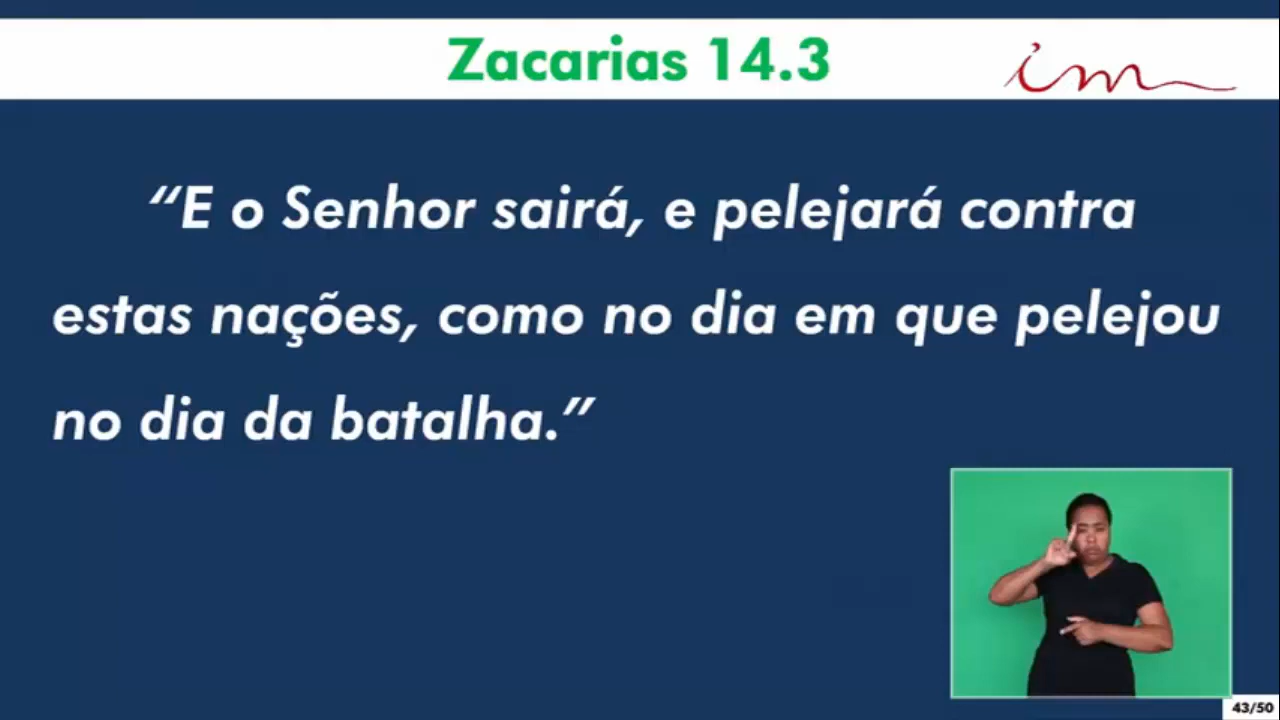 Zacarias 14.3
im
“E o Senhor sairá, e pelejará contra
estas nações, como no dia em que pelejou
no dia da batalha.”
43/50